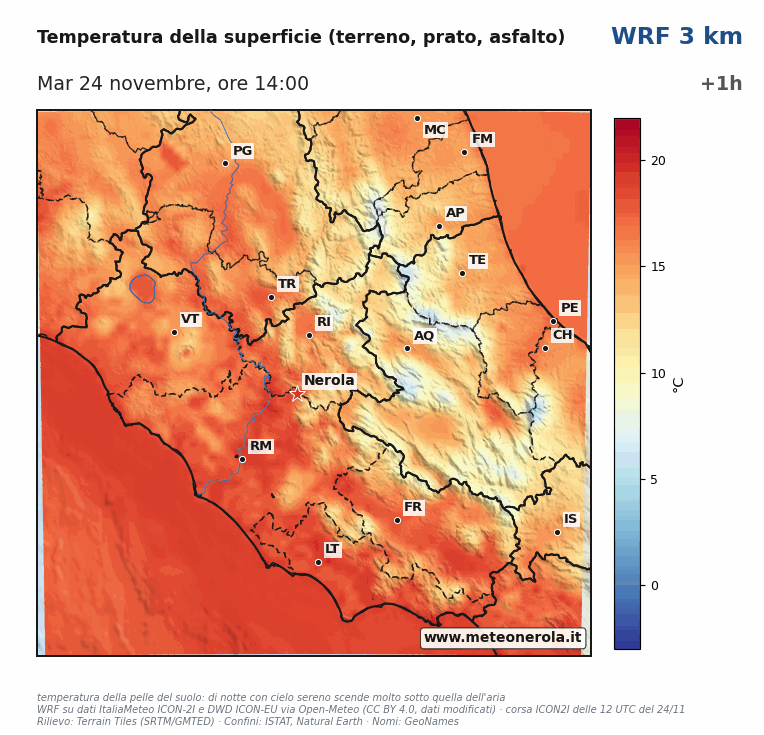 Temperatura della superficie (terreno, prato, asfalto)
WRF 3 km
Mar 24 novembre, ore 14:00
+1h
MC
FM
PG
AP
TE
TR
PE
VT
RI
AQ
CH
Nerola
RM
FR
IS
LT
www.meteonerola.it
20
15
10
5
0
°C
temperatura della pelle del suolo: di notte con cielo sereno scende molto sotto quella dell'aria
WRF su dati ItaliaMeteo ICON-2I e DWD ICON-EU via Open-Meteo (CC BY 4.0, dati modificati) · corsa ICON2I delle 12 UTC del 24/11
Rilievo: Terrain Tiles (SRTM/GMTED) · Confini: ISTAT, Natural Earth · Nomi: GeoNames